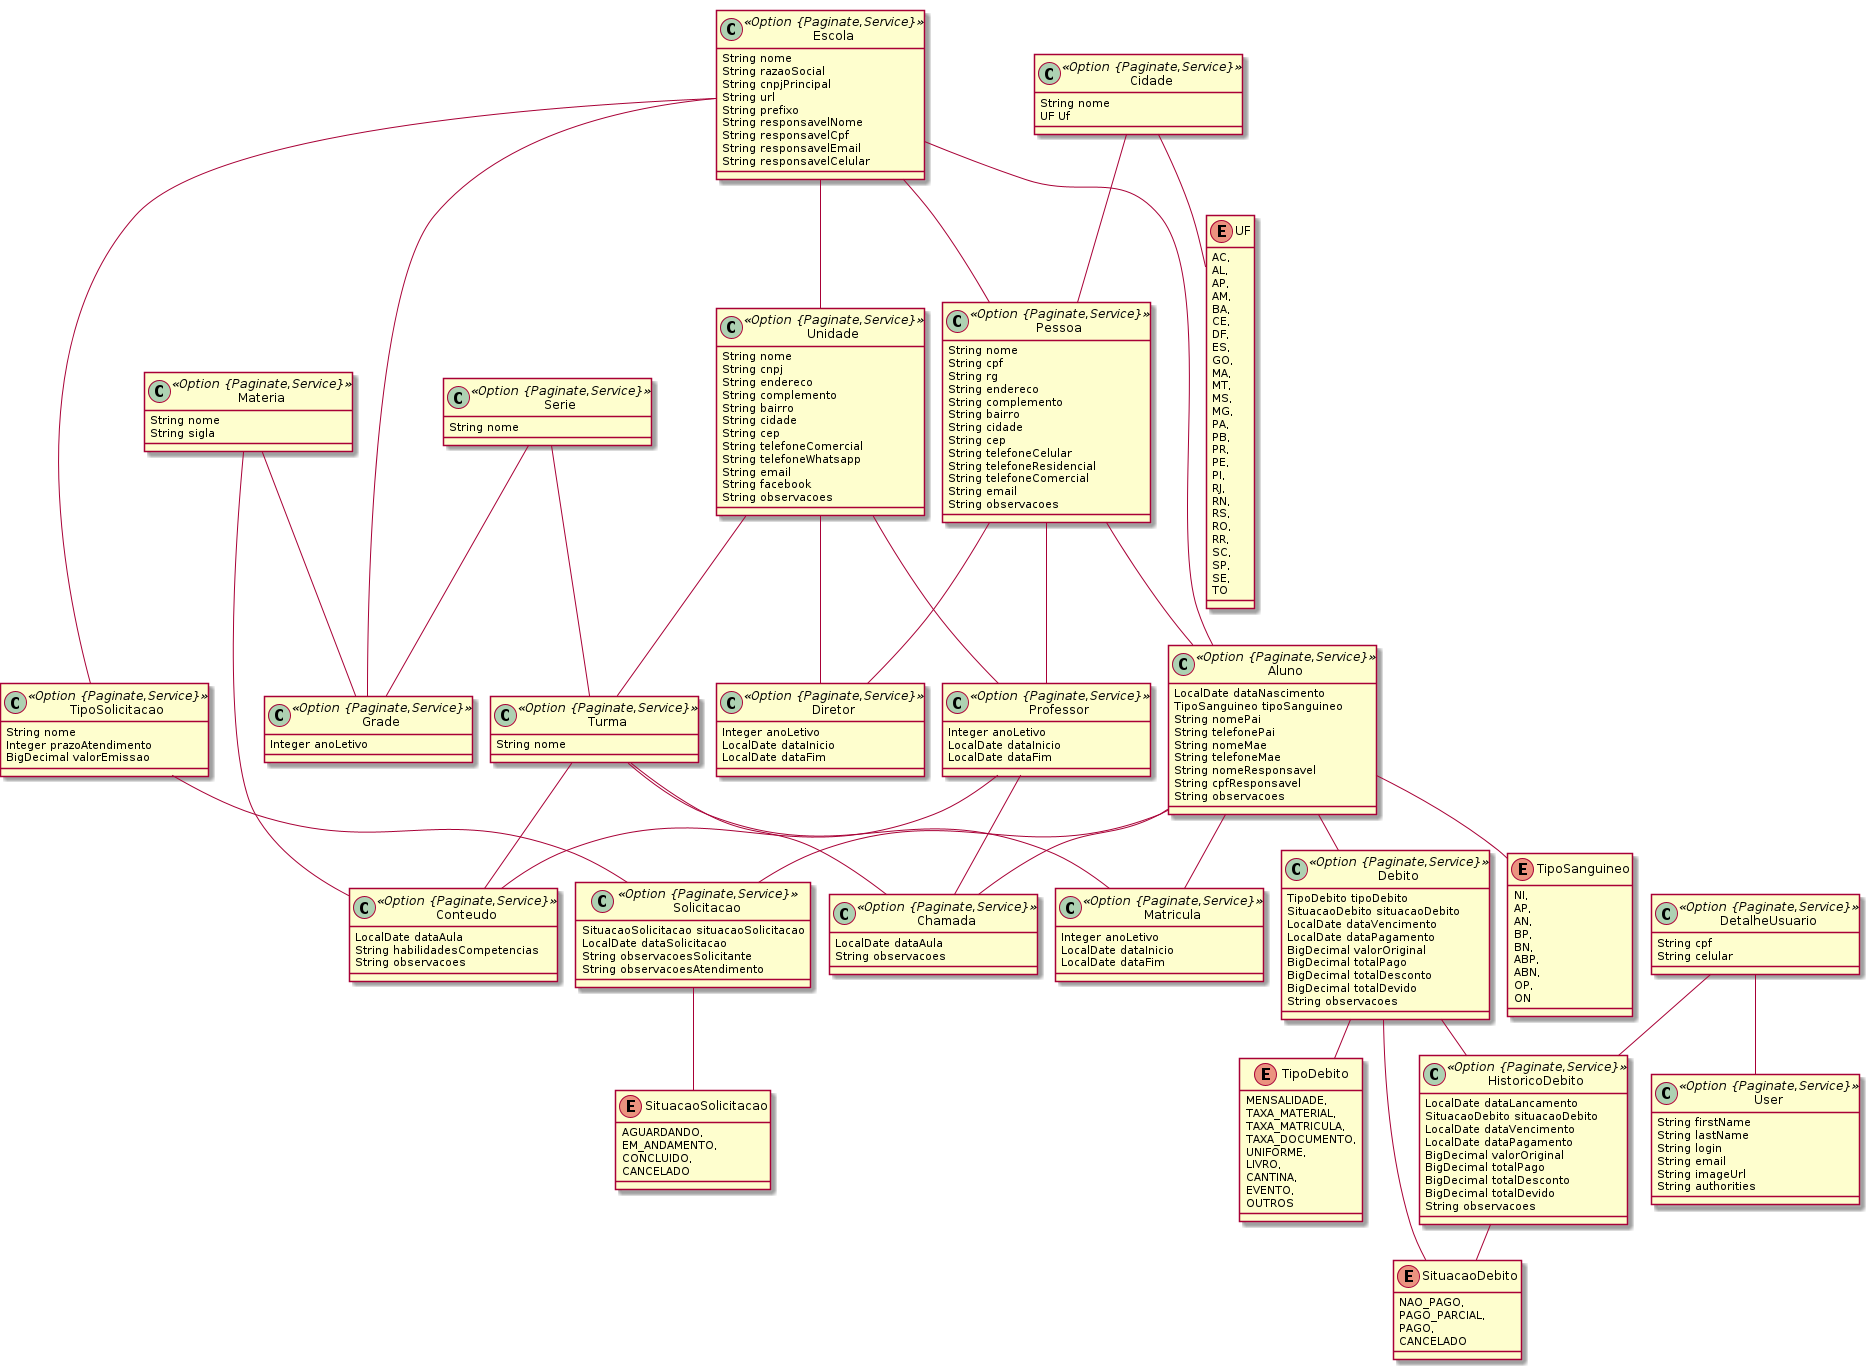 C «Option {Paginate,Service}»
Escola
String nome
String razaoSocial
String cnpjPrincipal
String url
String prefixo
String responsavelNome
String responsavelCpf
String responsavelEmail
String responsavelCelular
C «Option {Paginate,Service}»
Cidade
String nome
UF Uf
E UF
AC,
AL,
AP,
AM,
BA,
CE,
DF,
ES,
GO,
MA,
MT,
MS,
MG,
PA,
PB,
PR,
PE,
PI,
RJ,
RN,
RS,
RO,
RR,
SC,
SP,
SE,
TO
C «Option {Paginate,Service}»
Unidade
String nome
String cnpj
String endereco
String complemento
String bairro
String cidade
String cep
String telefoneComercial
String telefoneWhatsapp
String email
String facebook
String observacoes
C «Option {Paginate,Service}»
Pessoa
String nome
String cpf
String rg
String endereco
String complemento
String bairro
String cidade
String cep
String telefoneCelular
String telefoneResidencial
String telefoneComercial
String email
String observacoes
C «Option {Paginate,Service}»
Materia
String nome
String sigla
C «Option {Paginate,Service}»
Serie
String nome
C «Option {Paginate,Service}»
TipoSolicitacao
String nome
Integer prazoAtendimento
BigDecimal valorEmissao
C «Option {Paginate,Service}»
Grade
Integer anoLetivo
C «Option {Paginate,Service}»
Turma
String nome
C «Option {Paginate,Service}»
Diretor
Integer anoLetivo
LocalDate dataInicio
LocalDate dataFim
C «Option {Paginate,Service}»
Professor
Integer anoLetivo
LocalDate dataInicio
LocalDate dataFim
C «Option {Paginate,Service}»
Aluno
LocalDate dataNascimento
TipoSanguineo tipoSanguineo
String nomePai
String telefonePai
String nomeMae
String telefoneMae
String nomeResponsavel
String cpfResponsavel
String observacoes
C «Option {Paginate,Service}»
Conteudo
LocalDate dataAula
String habilidadesCompetencias
String observacoes
C «Option {Paginate,Service}»
Solicitacao
SituacaoSolicitacao situacaoSolicitacao
LocalDate dataSolicitacao
String observacoesSolicitante
String observacoesAtendimento
C «Option {Paginate,Service}»
Chamada
LocalDate dataAula
String observacoes
C «Option {Paginate,Service}»
Matricula
Integer anoLetivo
LocalDate dataInicio
LocalDate dataFim
C «Option {Paginate,Service}»
Debito
TipoDebito tipoDebito
SituacaoDebito situacaoDebito
LocalDate dataVencimento
LocalDate dataPagamento
BigDecimal valorOriginal
BigDecimal totalPago
BigDecimal totalDesconto
BigDecimal totalDevido
String observacoes
E TipoSanguineo
NI,
AP,
AN,
BP,
BN,
ABP,
ABN,
OP,
ON
C «Option {Paginate,Service}»
DetalheUsuario
String cpf
String celular
E SituacaoSolicitacao
AGUARDANDO,
EM_ANDAMENTO,
CONCLUIDO,
CANCELADO
E TipoDebito
MENSALIDADE,
TAXA_MATERIAL,
TAXA_MATRICULA,
TAXA_DOCUMENTO,
UNIFORME,
LIVRO,
CANTINA,
EVENTO,
OUTROS
C «Option {Paginate,Service}»
HistoricoDebito
LocalDate dataLancamento
SituacaoDebito situacaoDebito
LocalDate dataVencimento
LocalDate dataPagamento
BigDecimal valorOriginal
BigDecimal totalPago
BigDecimal totalDesconto
BigDecimal totalDevido
String observacoes
C «Option {Paginate,Service}»
User
String firstName
String lastName
String login
String email
String imageUrl
String authorities
E SituacaoDebito
NAO_PAGO,
PAGO_PARCIAL,
PAGO,
CANCELADO